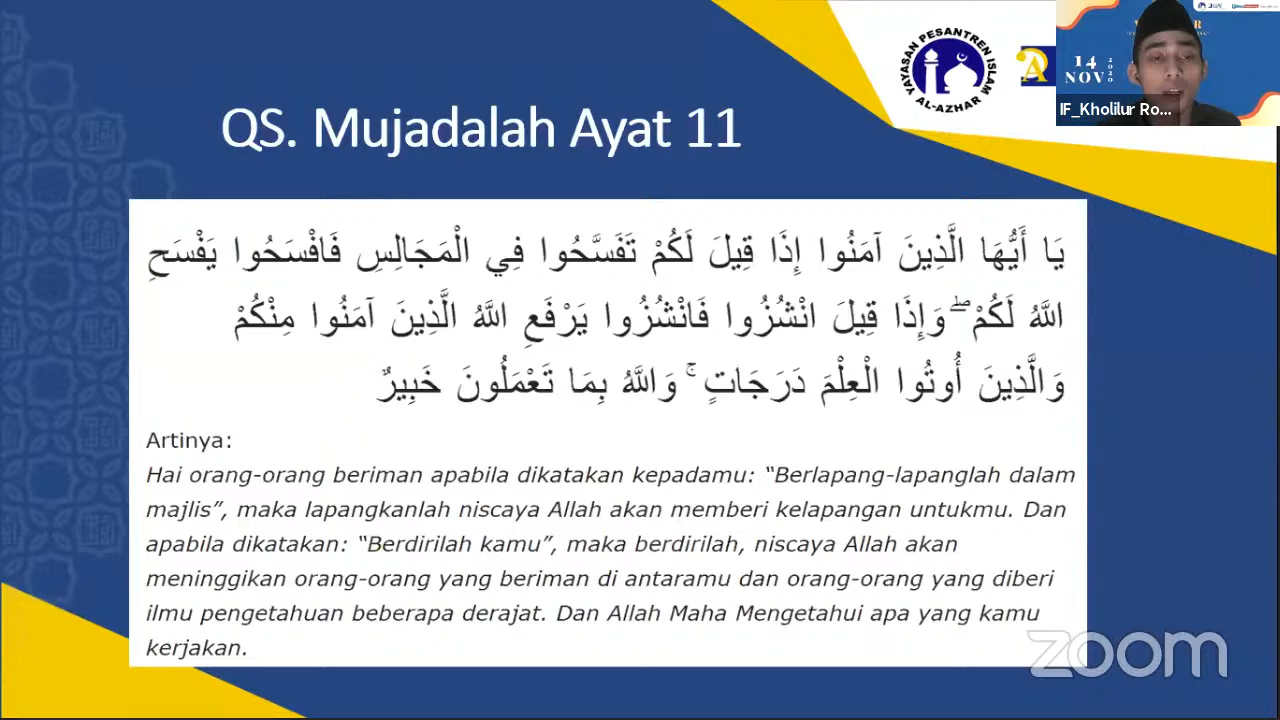 YAYASAN PESANTREN ISLAM
AL-AZHAR
A
14
NOV
2020
IF_Kholilur Ro...
QS. Mujadalah Ayat 11
يَا أَيُّهَا الَّذِينَ آمَنُوا إِذَا قِيلَ لَكُمْ تَفَسَّحُوا فِي الْمَجَالِسِ فَافْسَحُوا يَفْسَحِ
اللَّهُ لَكُمْ ۖ وَإِذَا قِيلَ انْشُزُوا فَانْشُزُوا يَرْفَعِ اللَّهُ الَّذِينَ آمَنُوا مِنْكُمْ
وَالَّذِينَ أُوتُوا الْعِلْمَ دَرَجَاتٍ ۚ وَاللَّهُ بِمَا تَعْمَلُونَ خَبِيرٌ
Artinya:
Hai orang-orang beriman apabila dikatakan kepadamu: “Berlapang-lapanglah dalam
majlis”, maka lapangkanlah niscaya Allah akan memberi kelapangan untukmu. Dan
apabila dikatakan: “Berdirilah kamu”, maka berdirilah, niscaya Allah akan
meninggikan orang-orang yang beriman di antaramu dan orang-orang yang diberi
ilmu pengetahuan beberapa derajat. Dan Allah Maha Mengetahui apa yang kamu
kerjakan.
zoom